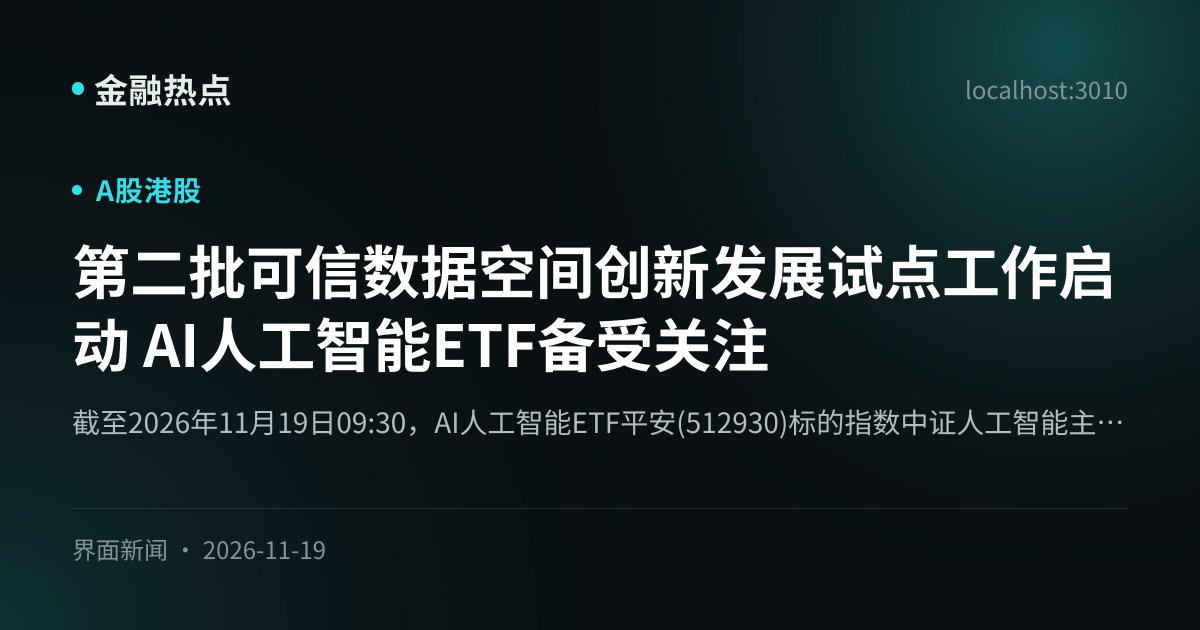 金融热点
localhost:3010
A股港股
第二批可信数据空间创新发展试点工作启
动 AI人工智能ETF备受关注
截至2026年11月19日09:30，AI人工智能ETF平安(512930)标的指数中证人工智能主…
界面新闻 • 2026-11-19